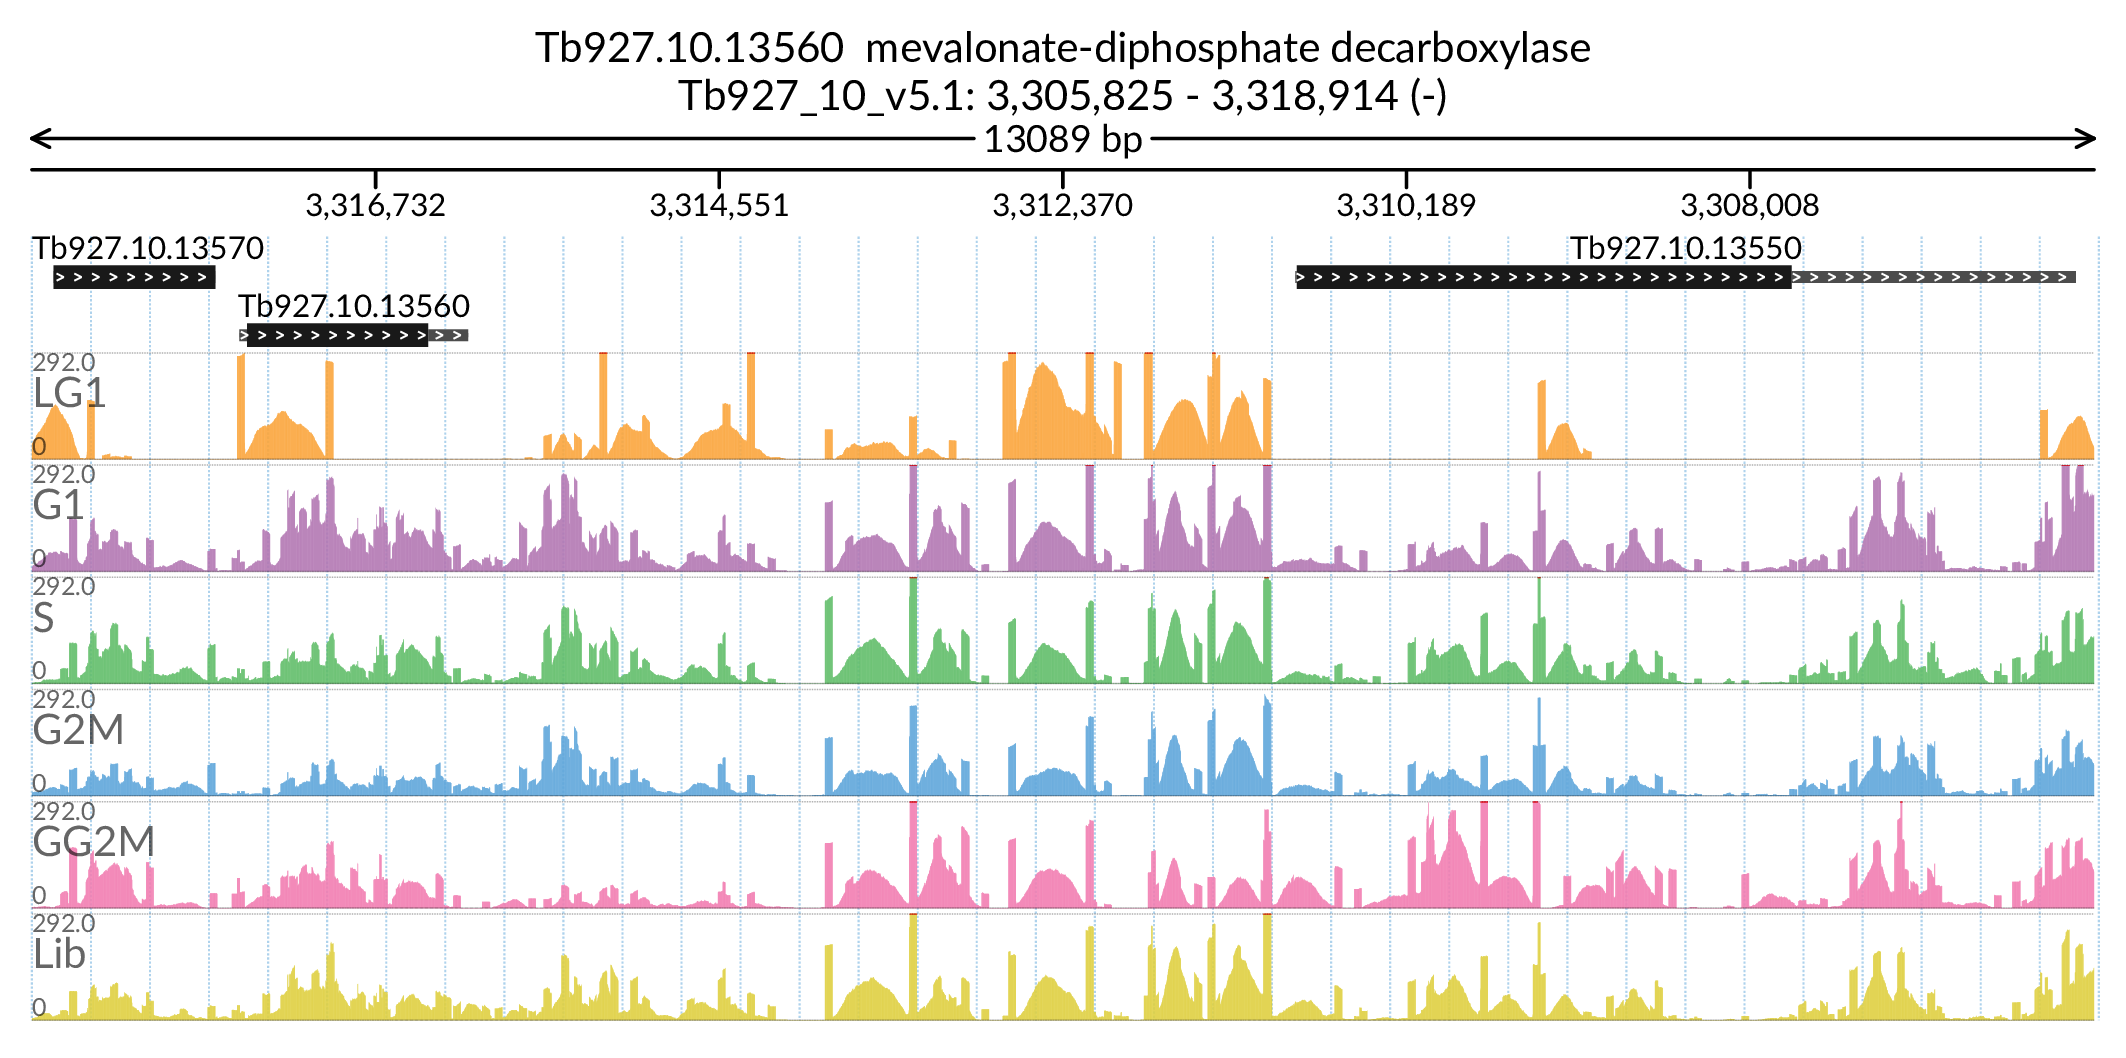 Tb927.10.13560 mevalonate-diphosphate decarboxylase
Tb927_10_v5.1: 3,305,825 - 3,318,914 (-)
13089 bp
3,316,732 3,314,551 3,312,370 3,310,189 3,308,008
Tb927.10.13570 Tb927.10.13550
Tb927.10.13560
292.0
LG1
0
292.0
G1
0
292.0
S
0
292.0
G2M
0
292.0
GG2M
0
292.0
Lib
0